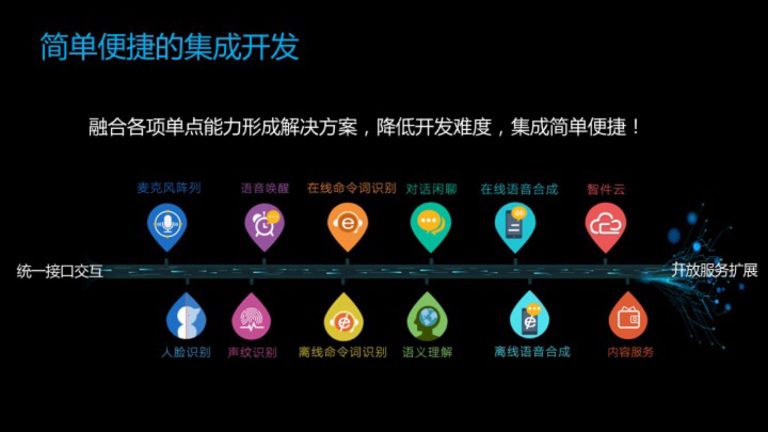 简单便捷的集成开发
融合各项单点能力形成解决方案，降低开发难度，集成简单便捷！
麦克风阵列 语音唤醒 在线命令词识别 对话闲聊 在线语音合成 智件云
统一接口交互 开放服务扩展
人脸识别 声纹识别 离线命令词识别 语义理解 离线语音合成 内容服务